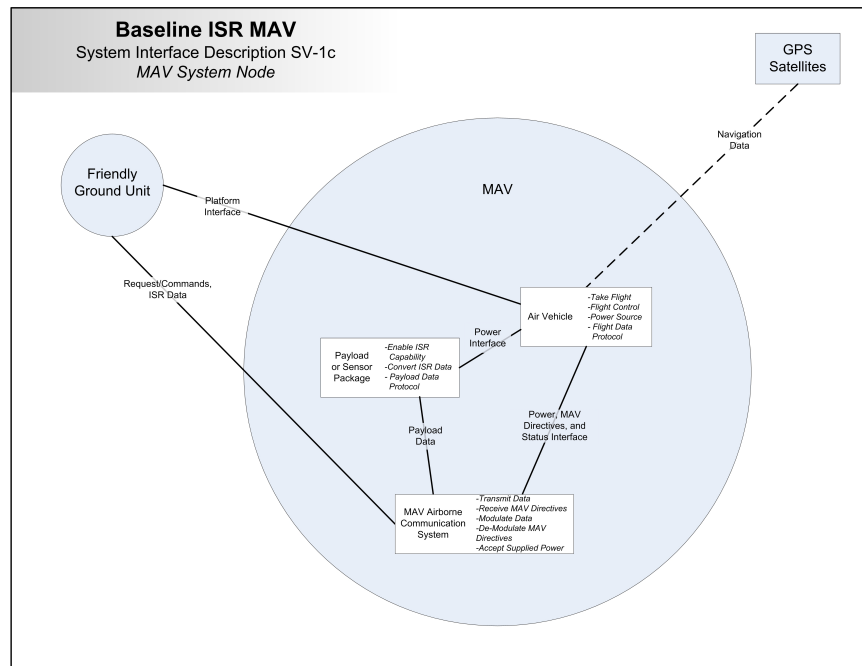 Baseline ISR MAV
System Interface Description SV-1c
MAV System Node
GPS
Satellites
Navigation
Data
Friendly
Ground Unit
MAV
Platform
Interface
Request/Commands,
ISR Data
Air Vehicle
-Take Flight
-Flight Control
-Power Source
- Flight Data
Protocol
Power
Interface
Payload
or Sensor
Package
-Enable ISR
Capability
-Convert ISR Data
- Payload Data
Protocol
Payload
Data
Power, MAV
Directives, and
Status Interface
MAV Airborne
Communication
System
-Transmit Data
-Receive MAV Directives
-Modulate Data
-De-Modulate MAV
Directives
-Accept Supplied Power